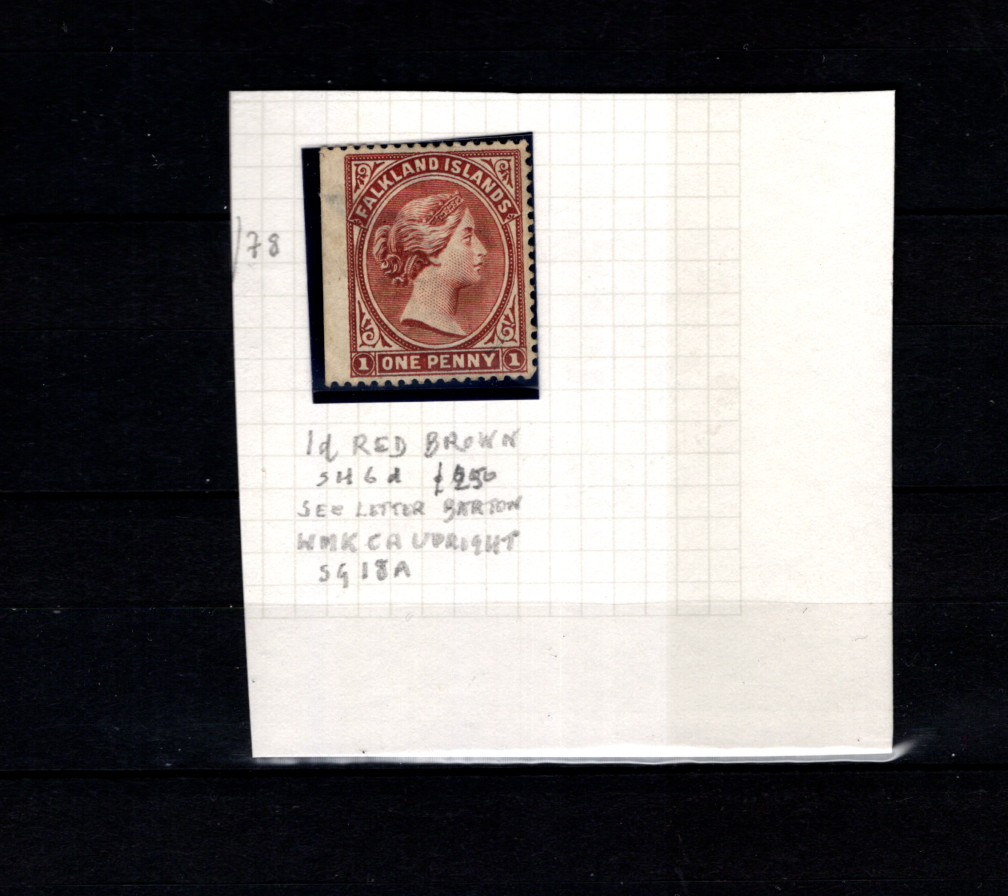 FALKLAND ISLANDS
1 ONE PENNY 1
/78
1d RED BROWN
SH 6d £250
SEE LETTER BARTON
WMK CA UPRIGHT
SG 18A